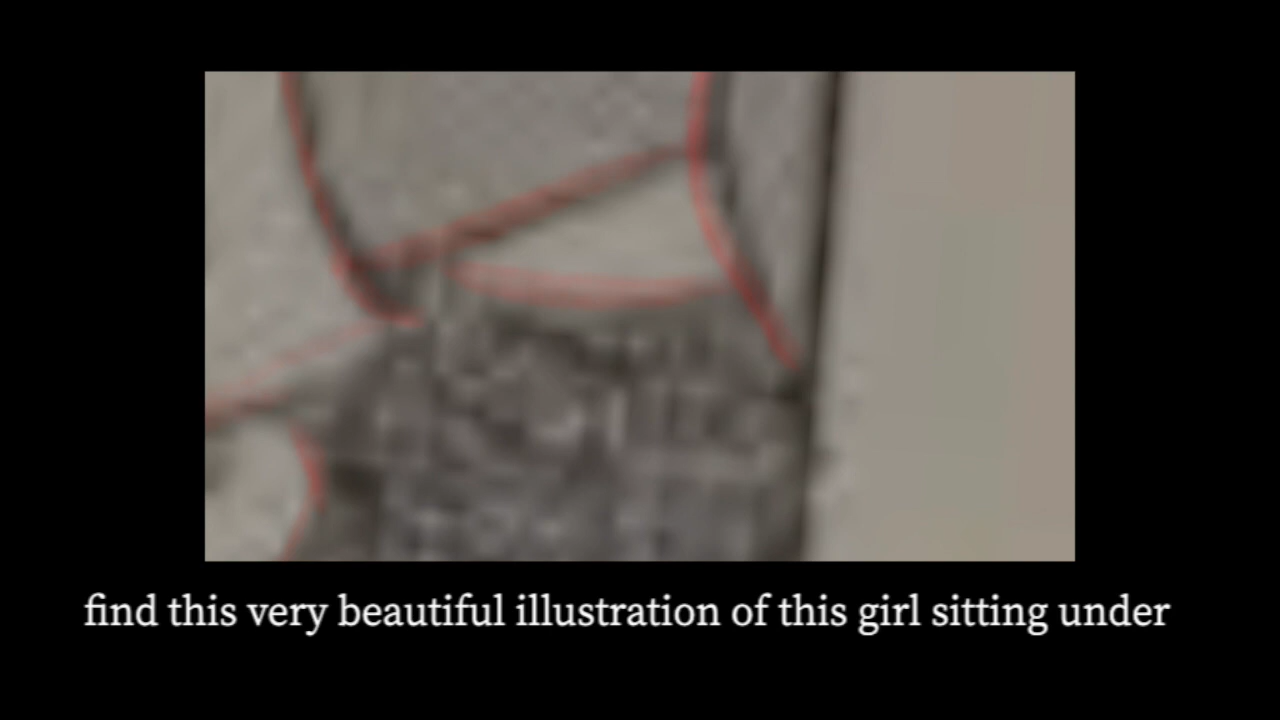 find this very beautiful illustration of this girl sitting under